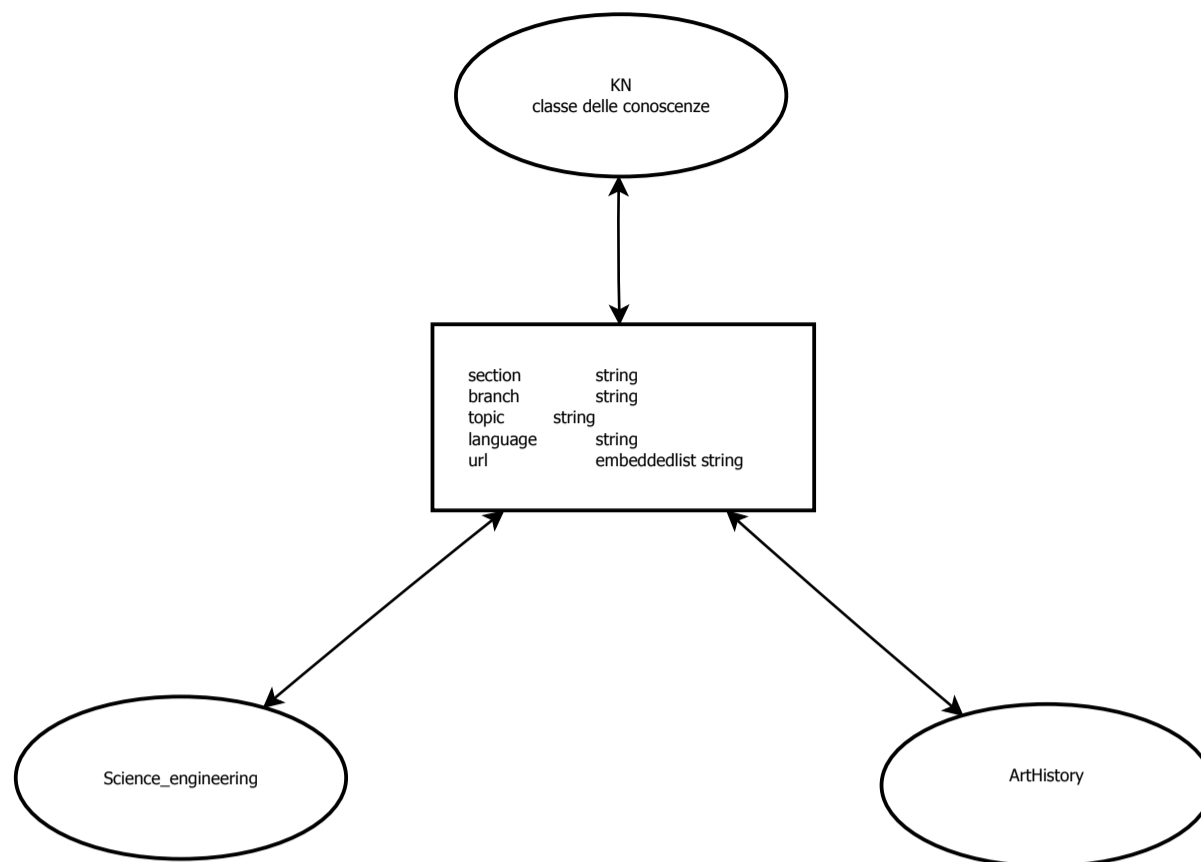 KN
classe delle conoscenze
section string
branch string
topic string
language string
url embeddedlist string
Science_engineering
ArtHistory